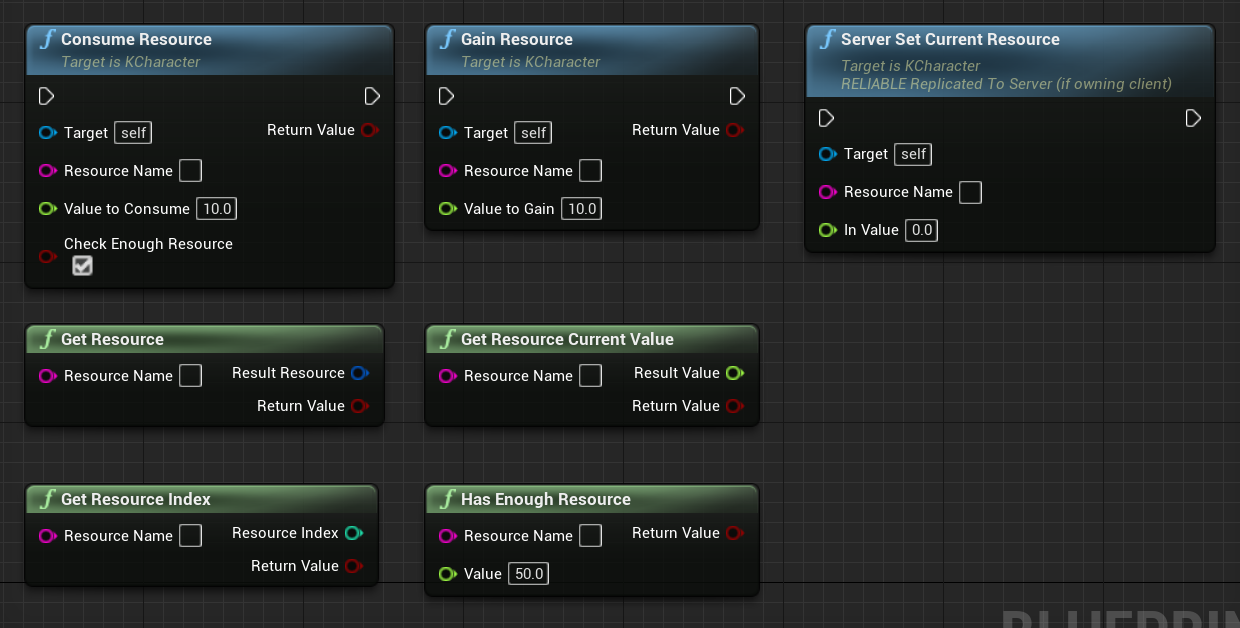 f Consume Resource
Target is KCharacter
Target self
Return Value
Resource Name
Value to Consume 10.0
Check Enough Resource
f Gain Resource
Target is KCharacter
Target self
Return Value
Resource Name
Value to Gain 10.0
f Server Set Current Resource
Target is KCharacter
RELIABLE Replicated To Server (if owning client)
Target self
Resource Name
In Value 0.0
f Get Resource
Resource Name
Result Resource
Return Value
f Get Resource Current Value
Resource Name
Result Value
Return Value
f Get Resource Index
Resource Name
Resource Index
Return Value
f Has Enough Resource
Resource Name
Return Value
Value 50.0